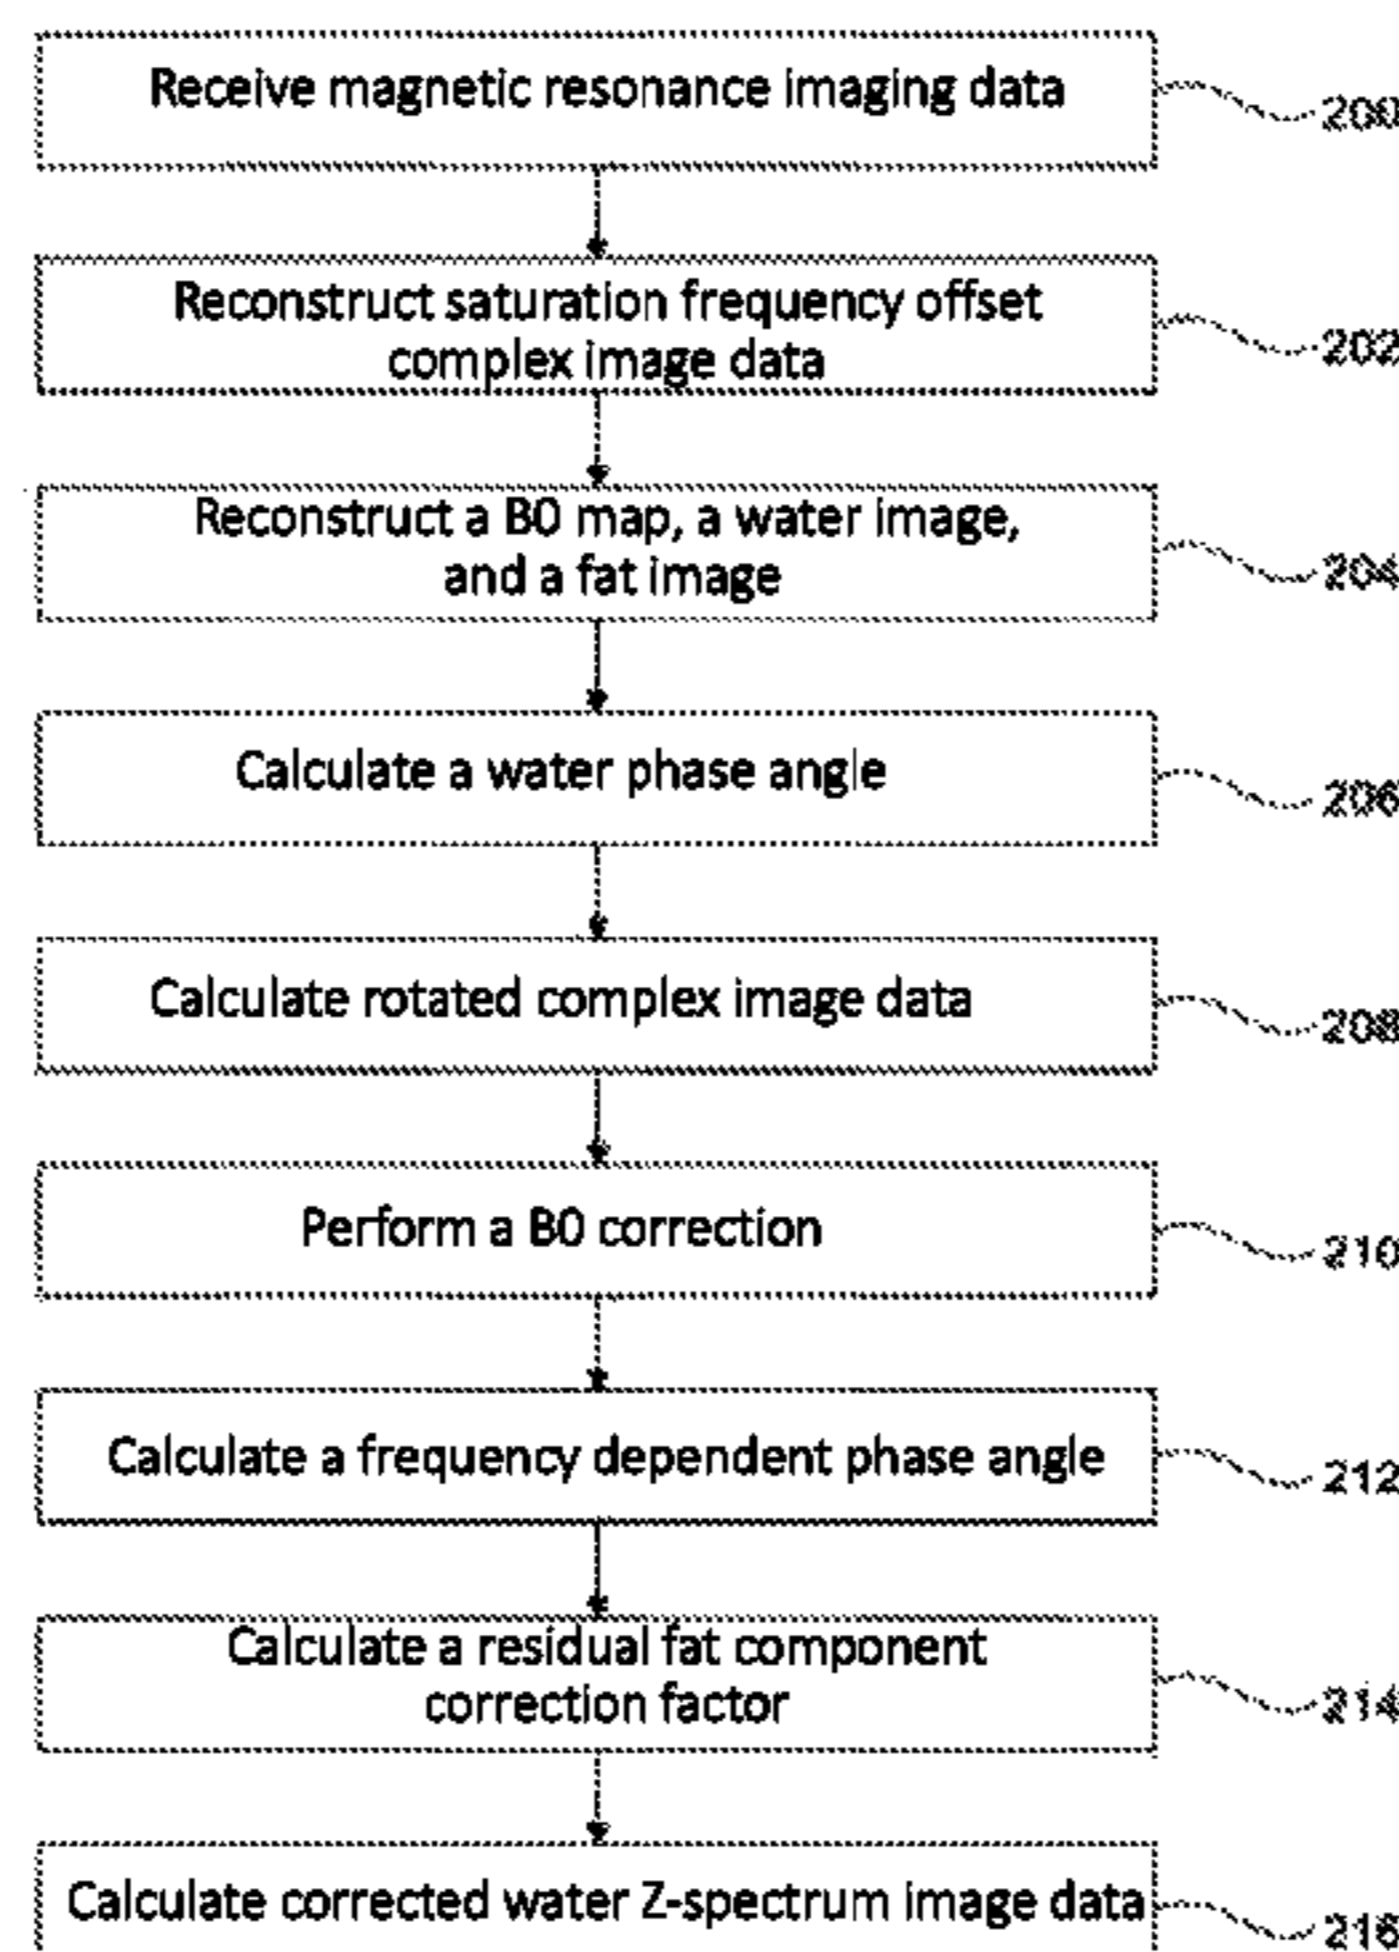 Receive magnetic resonance imaging data
200
Reconstruct saturation frequency offset
complex image data
202
Reconstruct a B0 map, a water image,
and a fat image
204
Calculate a water phase angle
206
Calculate rotated complex image data
208
Perform a B0 correction
210
Calculate a frequency dependent phase angle
212
Calculate a residual fat component
correction factor
214
Calculate corrected water Z-spectrum image data
216